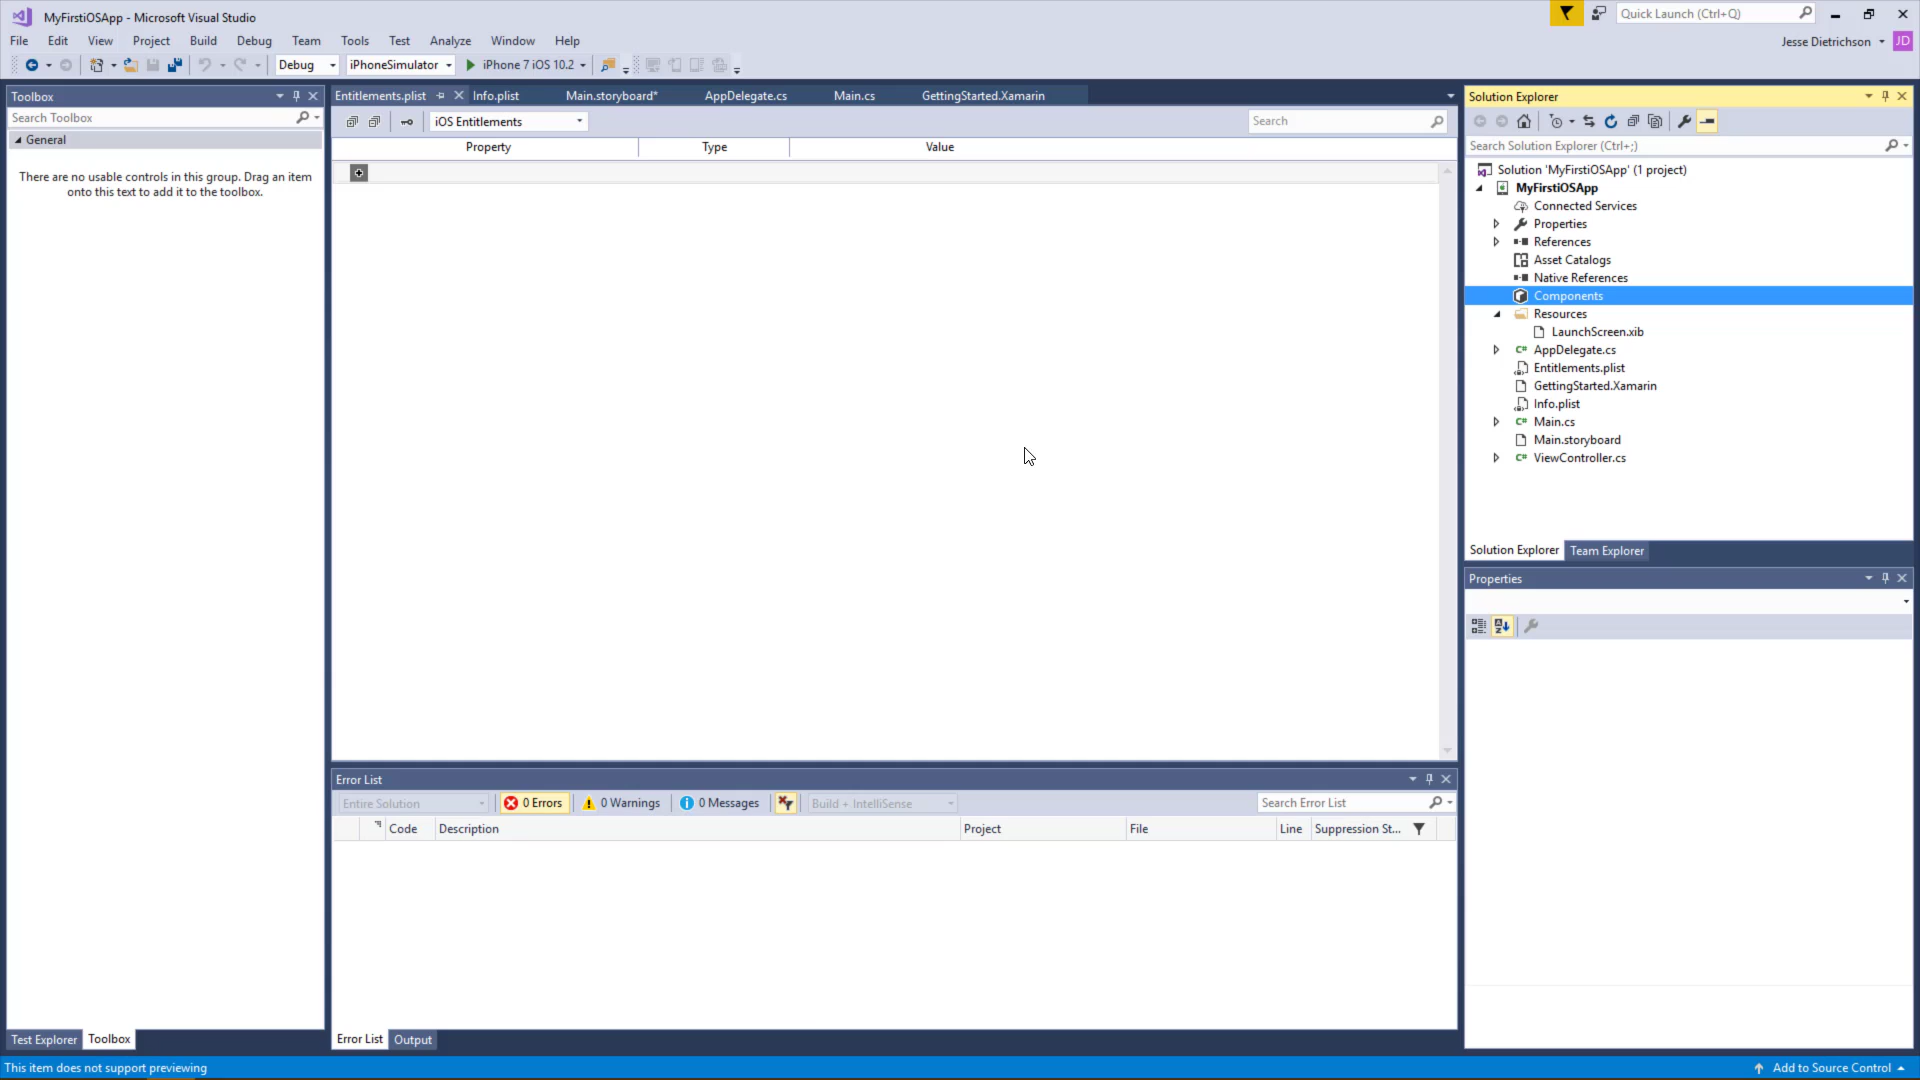 MyFirstiOSApp - Microsoft Visual Studio
Quick Launch (Ctrl+Q)
File Edit View Project Build Debug Team Tools Test Analyze Window Help
Jesse Dietrichson JD
Debug iPhoneSimulator iPhone 7 iOS 10.2
Toolbox
Search Toolbox
General
There are no usable controls in this group. Drag an item
onto this text to add it to the toolbox.
Test Explorer Toolbox
Entitlements.plist Info.plist Main.storyboard* AppDelegate.cs Main.cs GettingStarted.Xamarin
iOS Entitlements
Search
Property Type Value
Error List
Entire Solution 0 Errors 0 Warnings 0 Messages Build + IntelliSense Search Error List
Code Description Project File Line Suppression St...
Error List Output
Solution Explorer
Search Solution Explorer (Ctrl+;)
Solution 'MyFirstiOSApp' (1 project)
MyFirstiOSApp
Connected Services
Properties
References
Asset Catalogs
Native References
Components
Resources
LaunchScreen.xib
C# AppDelegate.cs
Entitlements.plist
GettingStarted.Xamarin
Info.plist
C# Main.cs
Main.storyboard
C# ViewController.cs
Solution Explorer Team Explorer
Properties
This item does not support previewing
Add to Source Control